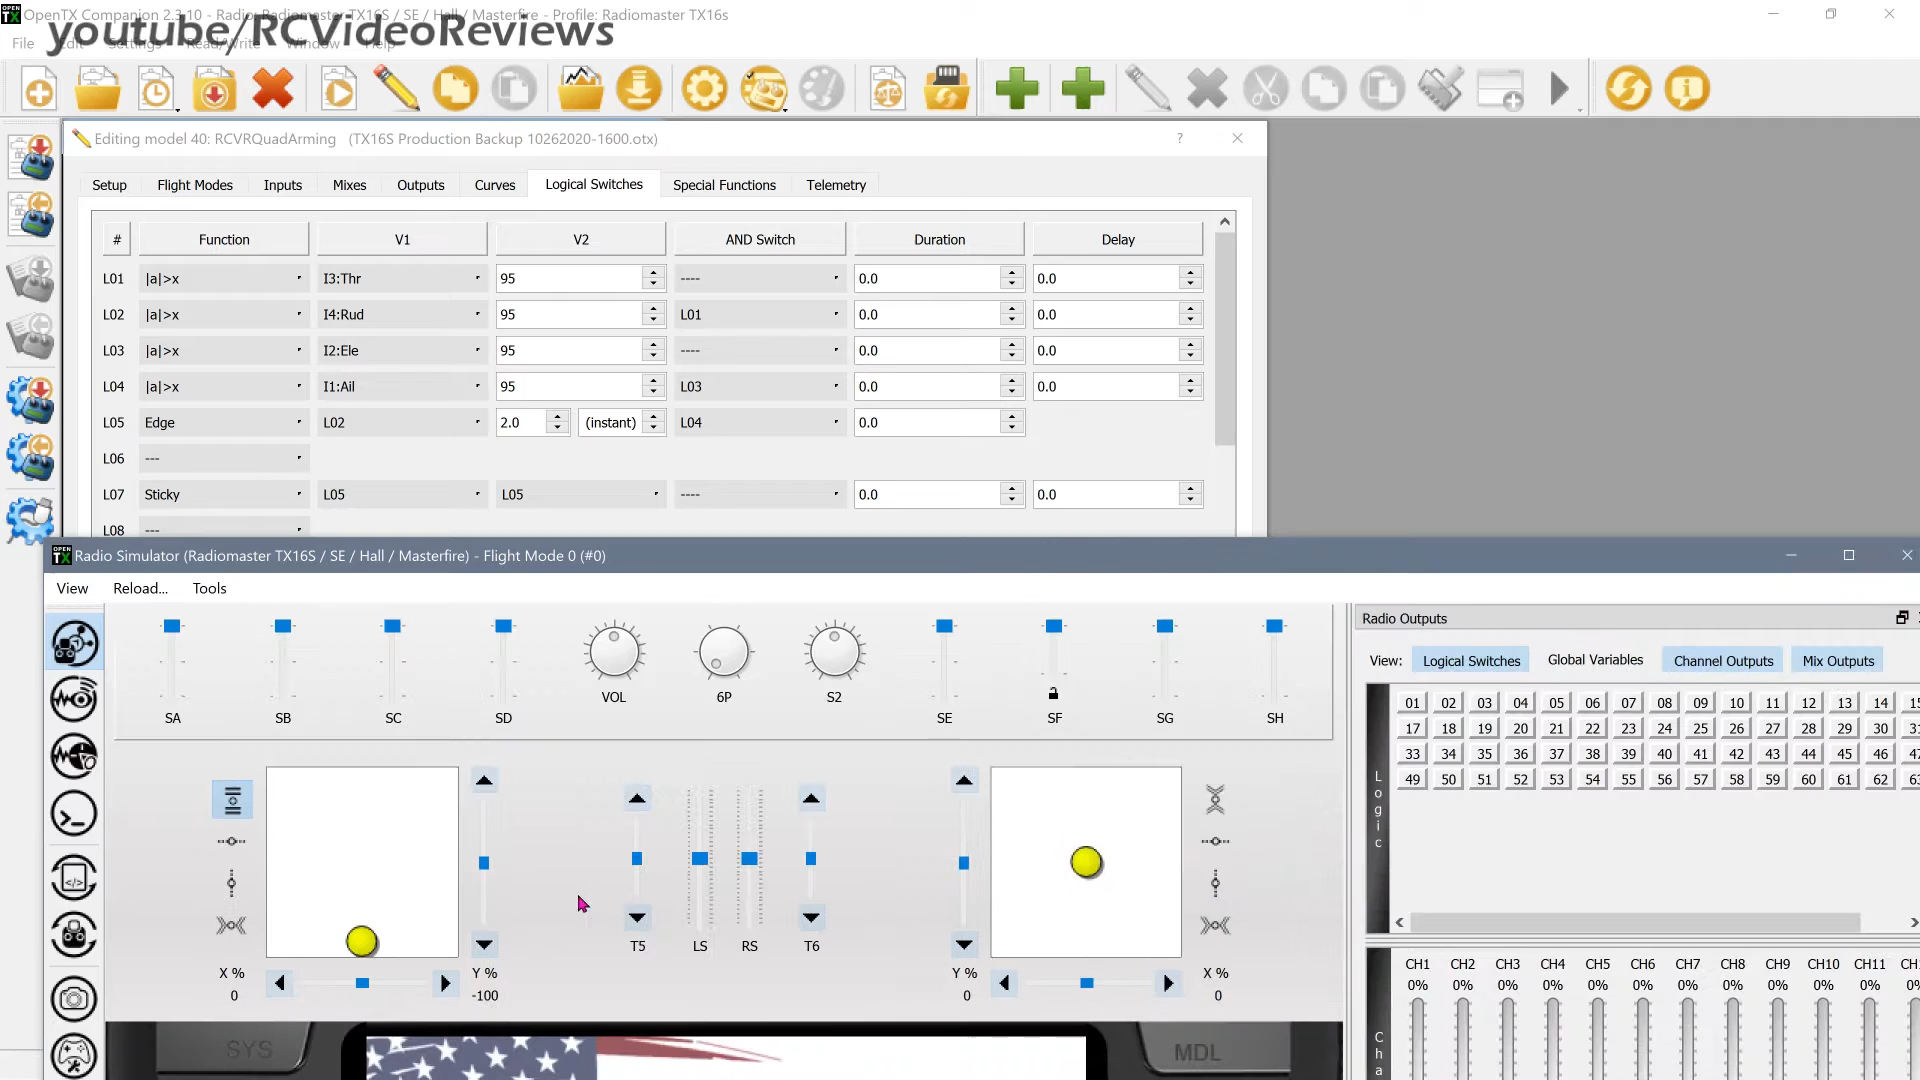 OpenTX Companion 2.3.10 - Radio: Radiomaster TX16S / SE / Hall / Masterfire - Profile: Radiomaster TX16s
youtube/RCVideoReviews
File Edit Settings Read/Write Window Help
Editing model 40: RCVRQuadArming (TX16S Production Backup 10262020-1600.otx)
Setup Flight Modes Inputs Mixes Outputs Curves Logical Switches Special Functions Telemetry
# Function V1 V2 AND Switch Duration Delay
L01 |a|>x I3:Thr 95 ---- 0.0 0.0
L02 |a|>x I4:Rud 95 L01 0.0 0.0
L03 |a|>x I2:Ele 95 ---- 0.0 0.0
L04 |a|>x I1:Ail 95 L03 0.0 0.0
L05 Edge L02 2.0 (instant) L04 0.0
L06 ---
L07 Sticky L05 L05 ---- 0.0 0.0
L08 ---
Radio Simulator (Radiomaster TX16S / SE / Hall / Masterfire) - Flight Mode 0 (#0)
View Reload... Tools
SA SB SC SD VOL 6P S2 SE SF SG SH
T5 LS RS T6
X % Y % Y % X %
0 -100 0 0
SYS MDL
Radio Outputs
View: Logical Switches Global Variables Channel Outputs Mix Outputs
Logic
01 02 03 04 05 06 07 08 09 10 11 12 13 14 15
17 18 19 20 21 22 23 24 25 26 27 28 29 30
33 34 35 36 37 38 39 40 41 42 43 44 45 46
49 50 51 52 53 54 55 56 57 58 59 60 61 62
CH1 CH2 CH3 CH4 CH5 CH6 CH7 CH8 CH9 CH10 CH11
0% 0% 0% 0% 0% 0% 0% 0% 0% 0% 0%
Cha